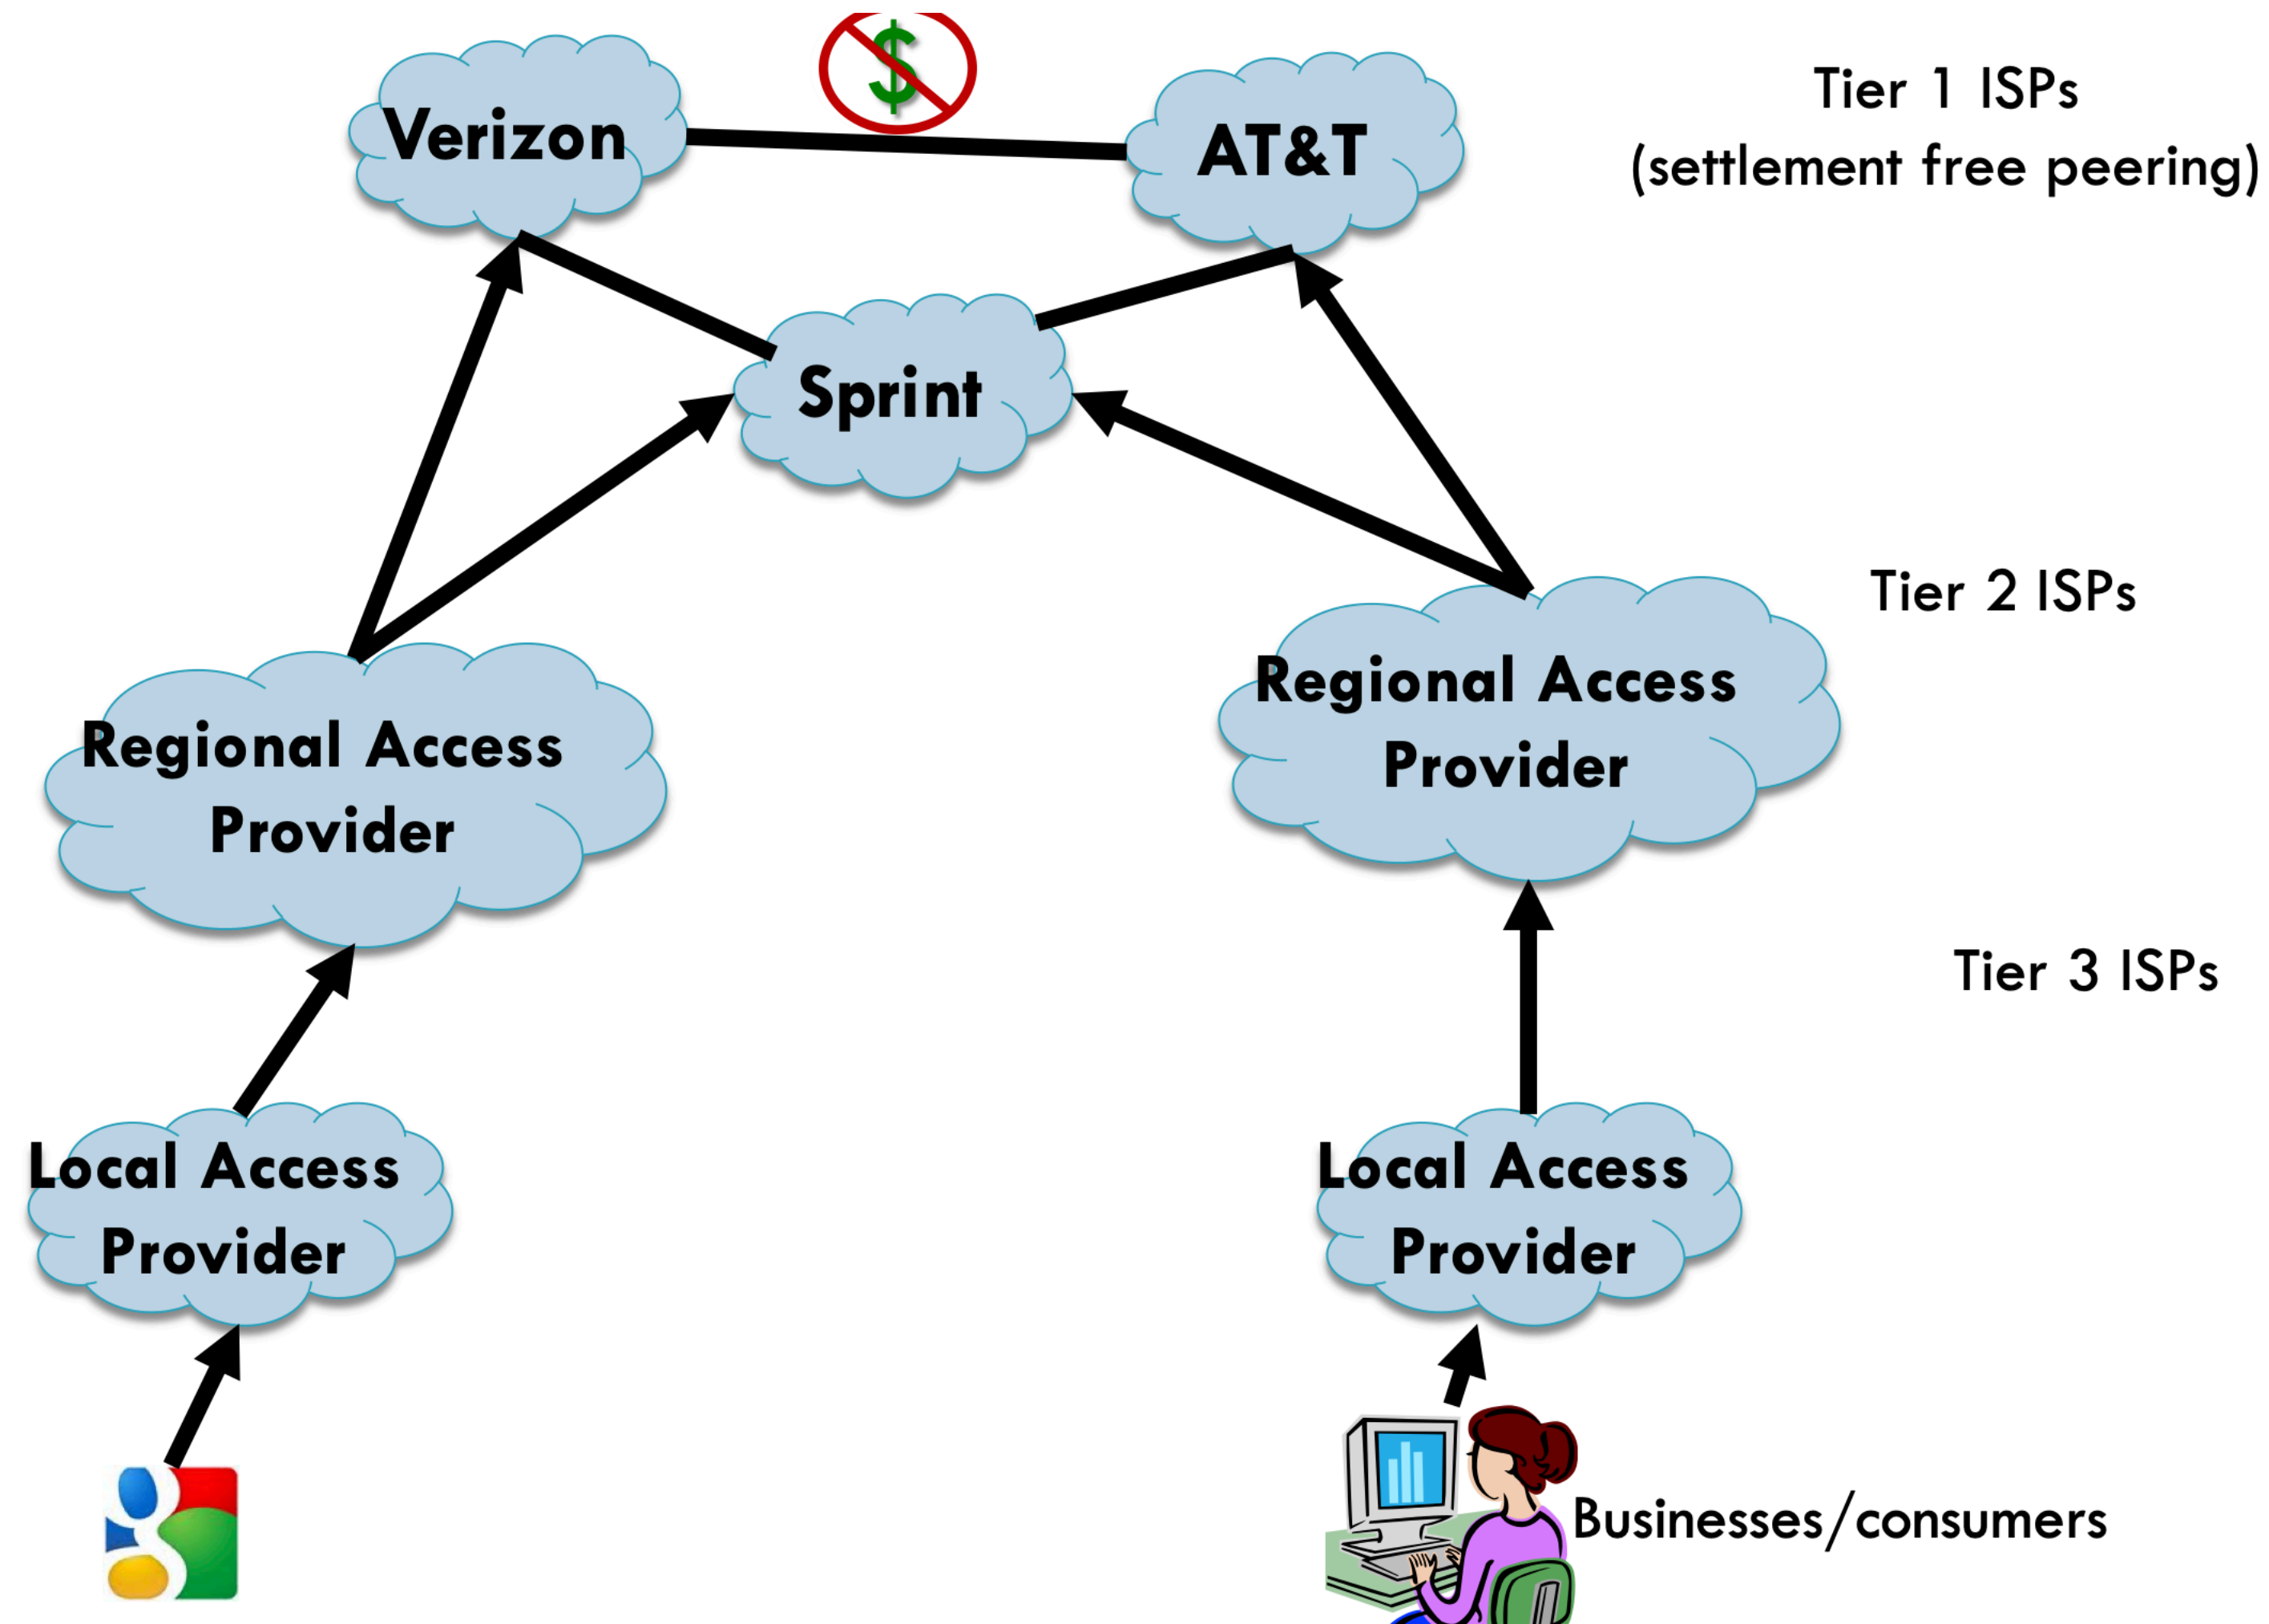 $
Verizon
AT&T
Tier 1 ISPs
(settlement free peering)
Sprint
Tier 2 ISPs
Regional Access
Provider
Regional Access
Provider
Tier 3 ISPs
Local Access
Provider
Local Access
Provider
Businesses/consumers